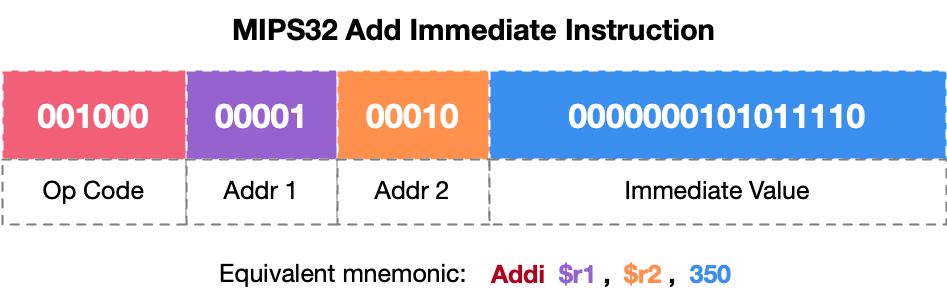 MIPS32 Add Immediate Instruction
001000 00001 00010 0000000101011110
Op Code Addr 1 Addr 2 Immediate Value
Equivalent mnemonic: Addi $r1 , $r2 , 350